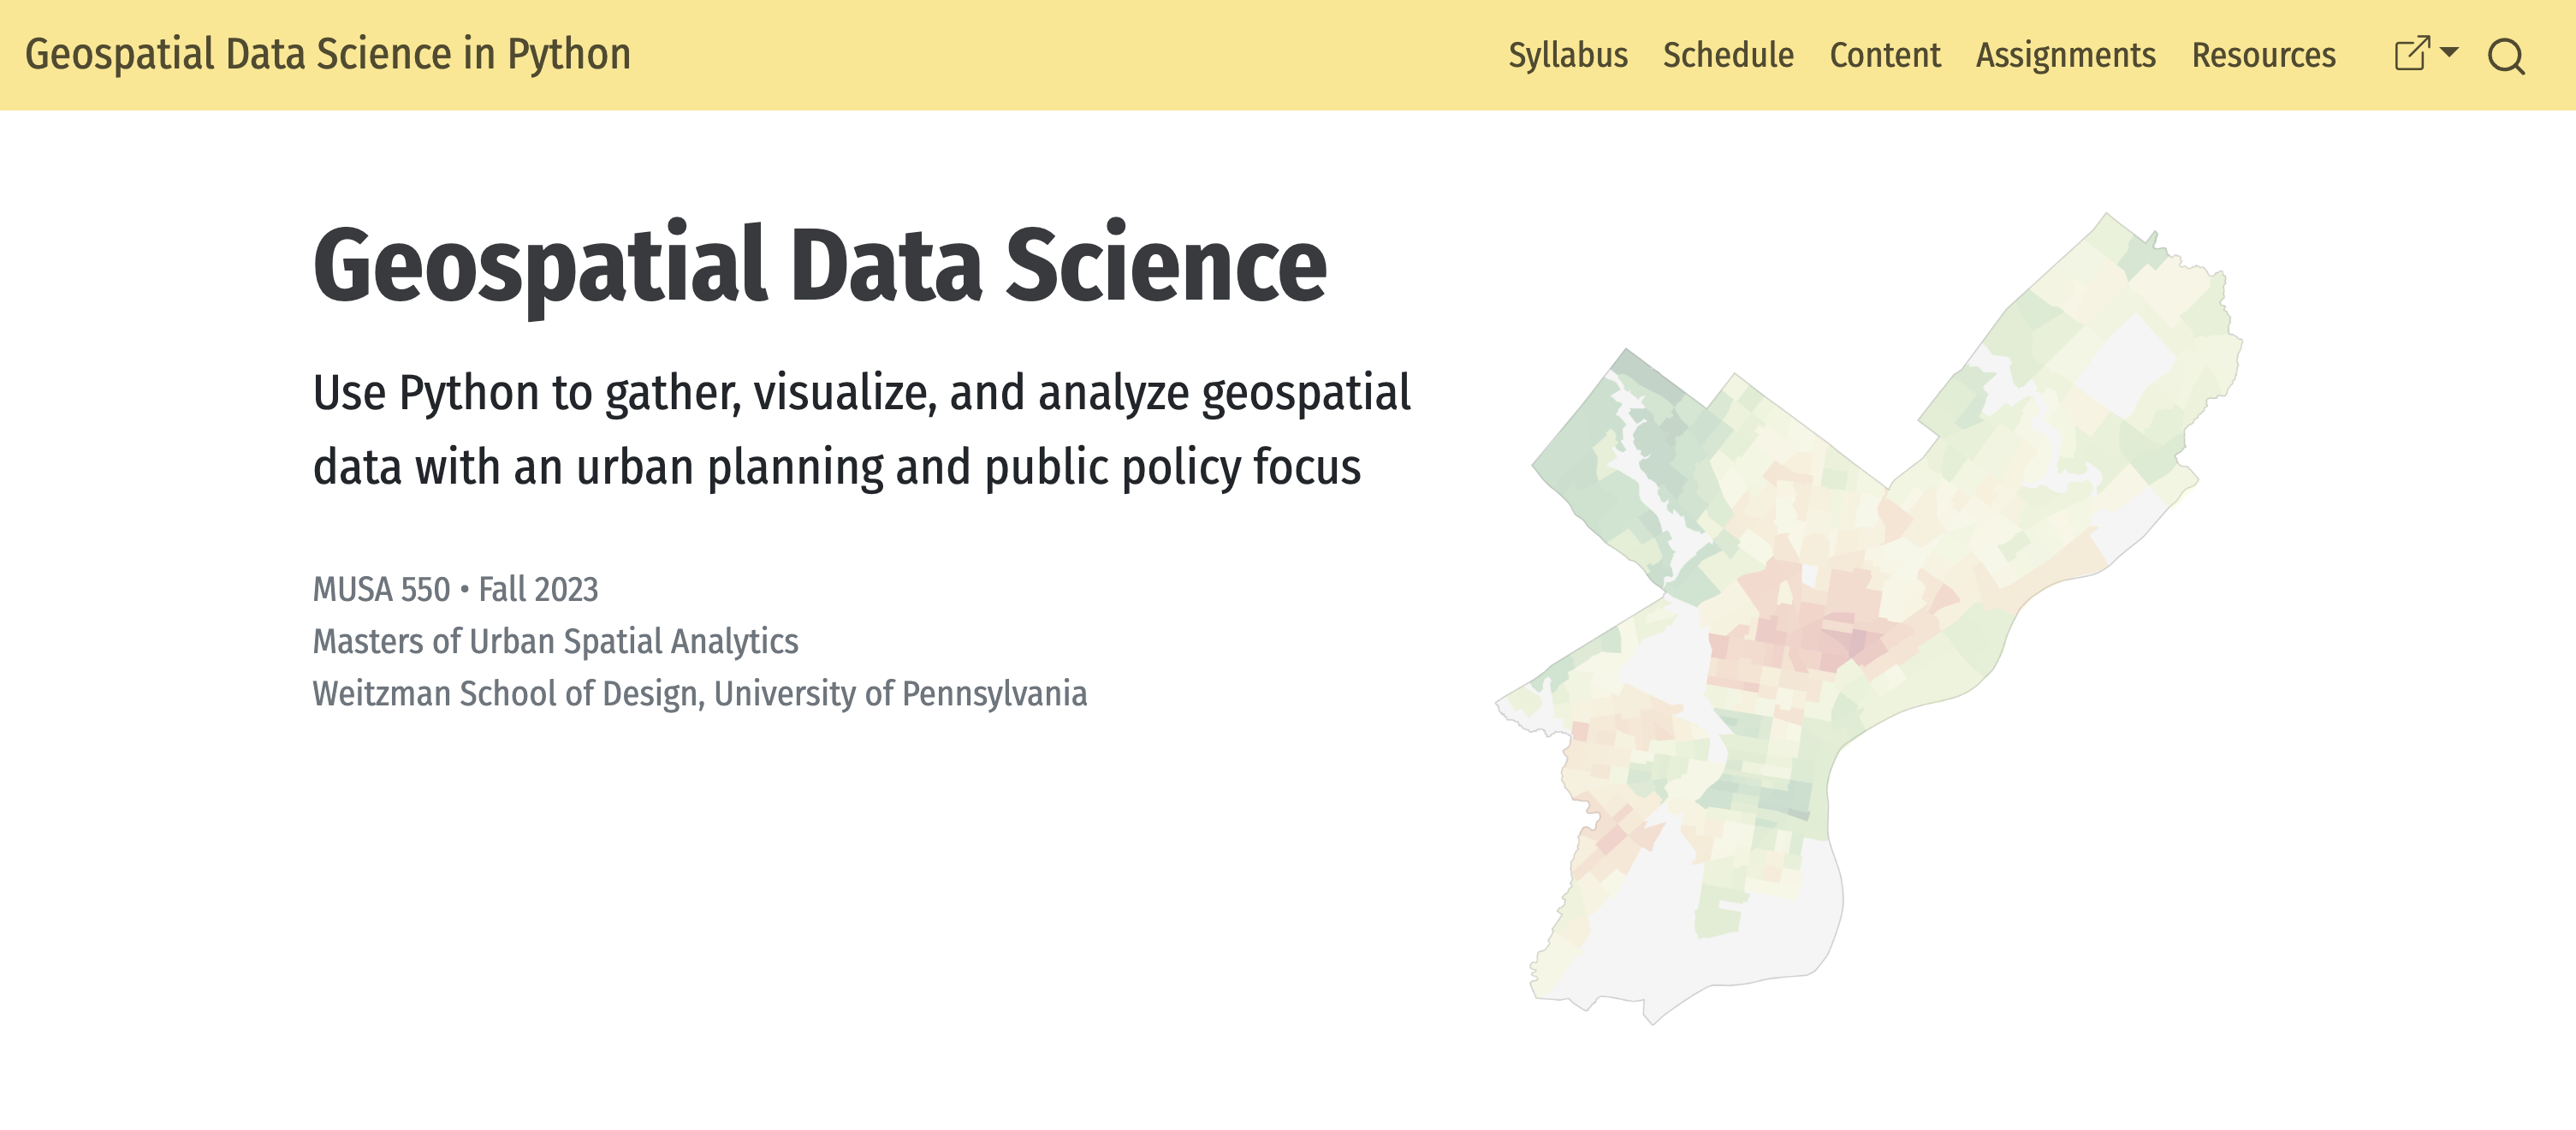 Geospatial Data Science in Python
Syllabus Schedule Content Assignments Resources
Geospatial Data Science
Use Python to gather, visualize, and analyze geospatial
data with an urban planning and public policy focus
MUSA 550 • Fall 2023
Masters of Urban Spatial Analytics
Weitzman School of Design, University of Pennsylvania